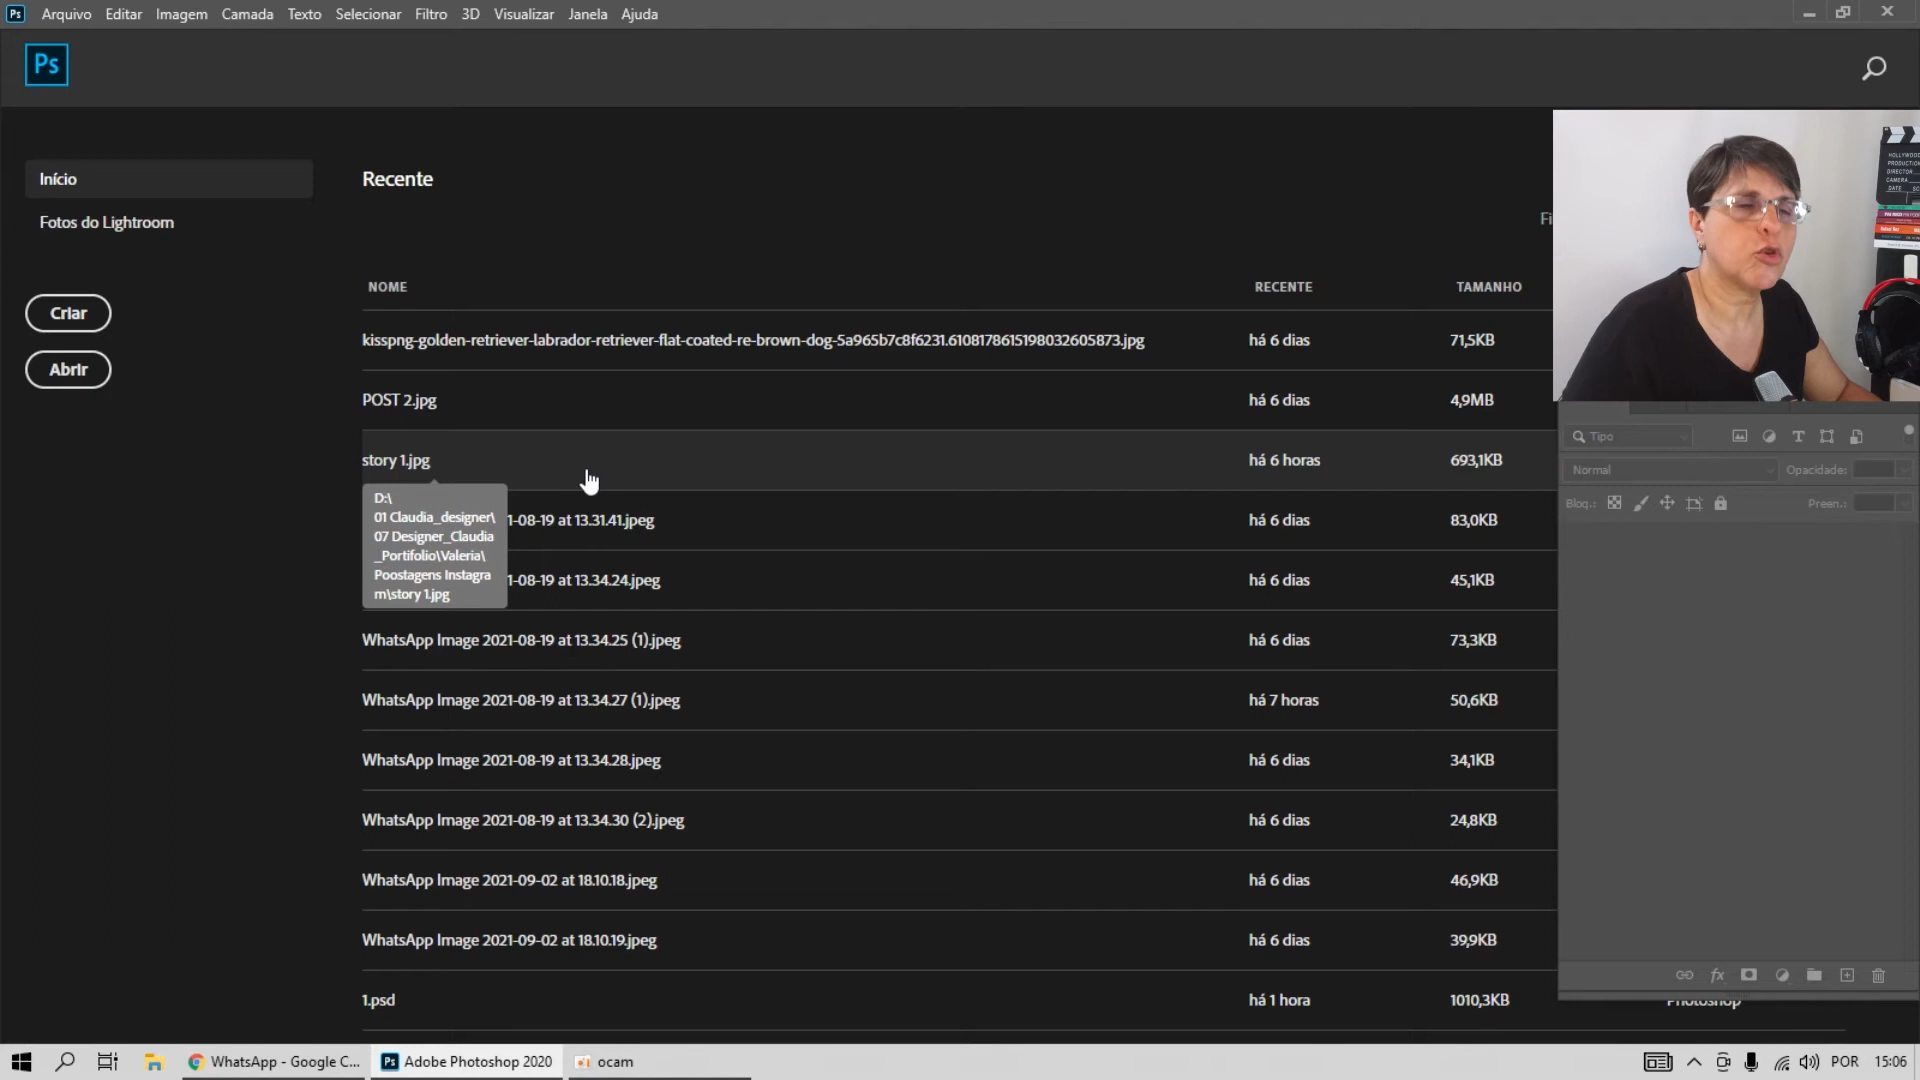 Ps Arquivo Editar Imagem Camada Texto Selecionar Filtro 3D Visualizar Janela Ajuda
Ps
Início
Fotos do Lightroom
Criar
Abrir
Recente
Fi
NOME RECENTE TAMANHO
kisspng-golden-retriever-labrador-retriever-flat-coated-re-brown-dog-5a965b7c8f6231.6108178615198032605873.jpg há 6 dias 71,5KB
POST 2.jpg há 6 dias 4,9MB
story 1.jpg há 6 horas 693,1KB
D:\
01 Claudia_designer\
07 Designer_Claudia
_Portifolio\Valeria\
Poostagens Instagra
m\story 1.jpg
1-08-19 at 13.31.41.jpeg há 6 dias 83,0KB
1-08-19 at 13.34.24.jpeg há 6 dias 45,1KB
WhatsApp Image 2021-08-19 at 13.34.25 (1).jpeg há 6 dias 73,3KB
WhatsApp Image 2021-08-19 at 13.34.27 (1).jpeg há 7 horas 50,6KB
WhatsApp Image 2021-08-19 at 13.34.28.jpeg há 6 dias 34,1KB
WhatsApp Image 2021-08-19 at 13.34.30 (2).jpeg há 6 dias 24,8KB
WhatsApp Image 2021-09-02 at 18.10.18.jpeg há 6 dias 46,9KB
WhatsApp Image 2021-09-02 at 18.10.19.jpeg há 6 dias 39,9KB
1.psd há 1 hora 1010,3KB Photoshop
HOLLYWOOD
PRODUCTION
DIRECTOR
CAMERA
DATE SC
Tipo
Normal Opacidade:
Bloq.: Preen.:
fx
WhatsApp - Google C... Ps Adobe Photoshop 2020 ocam POR 15:06